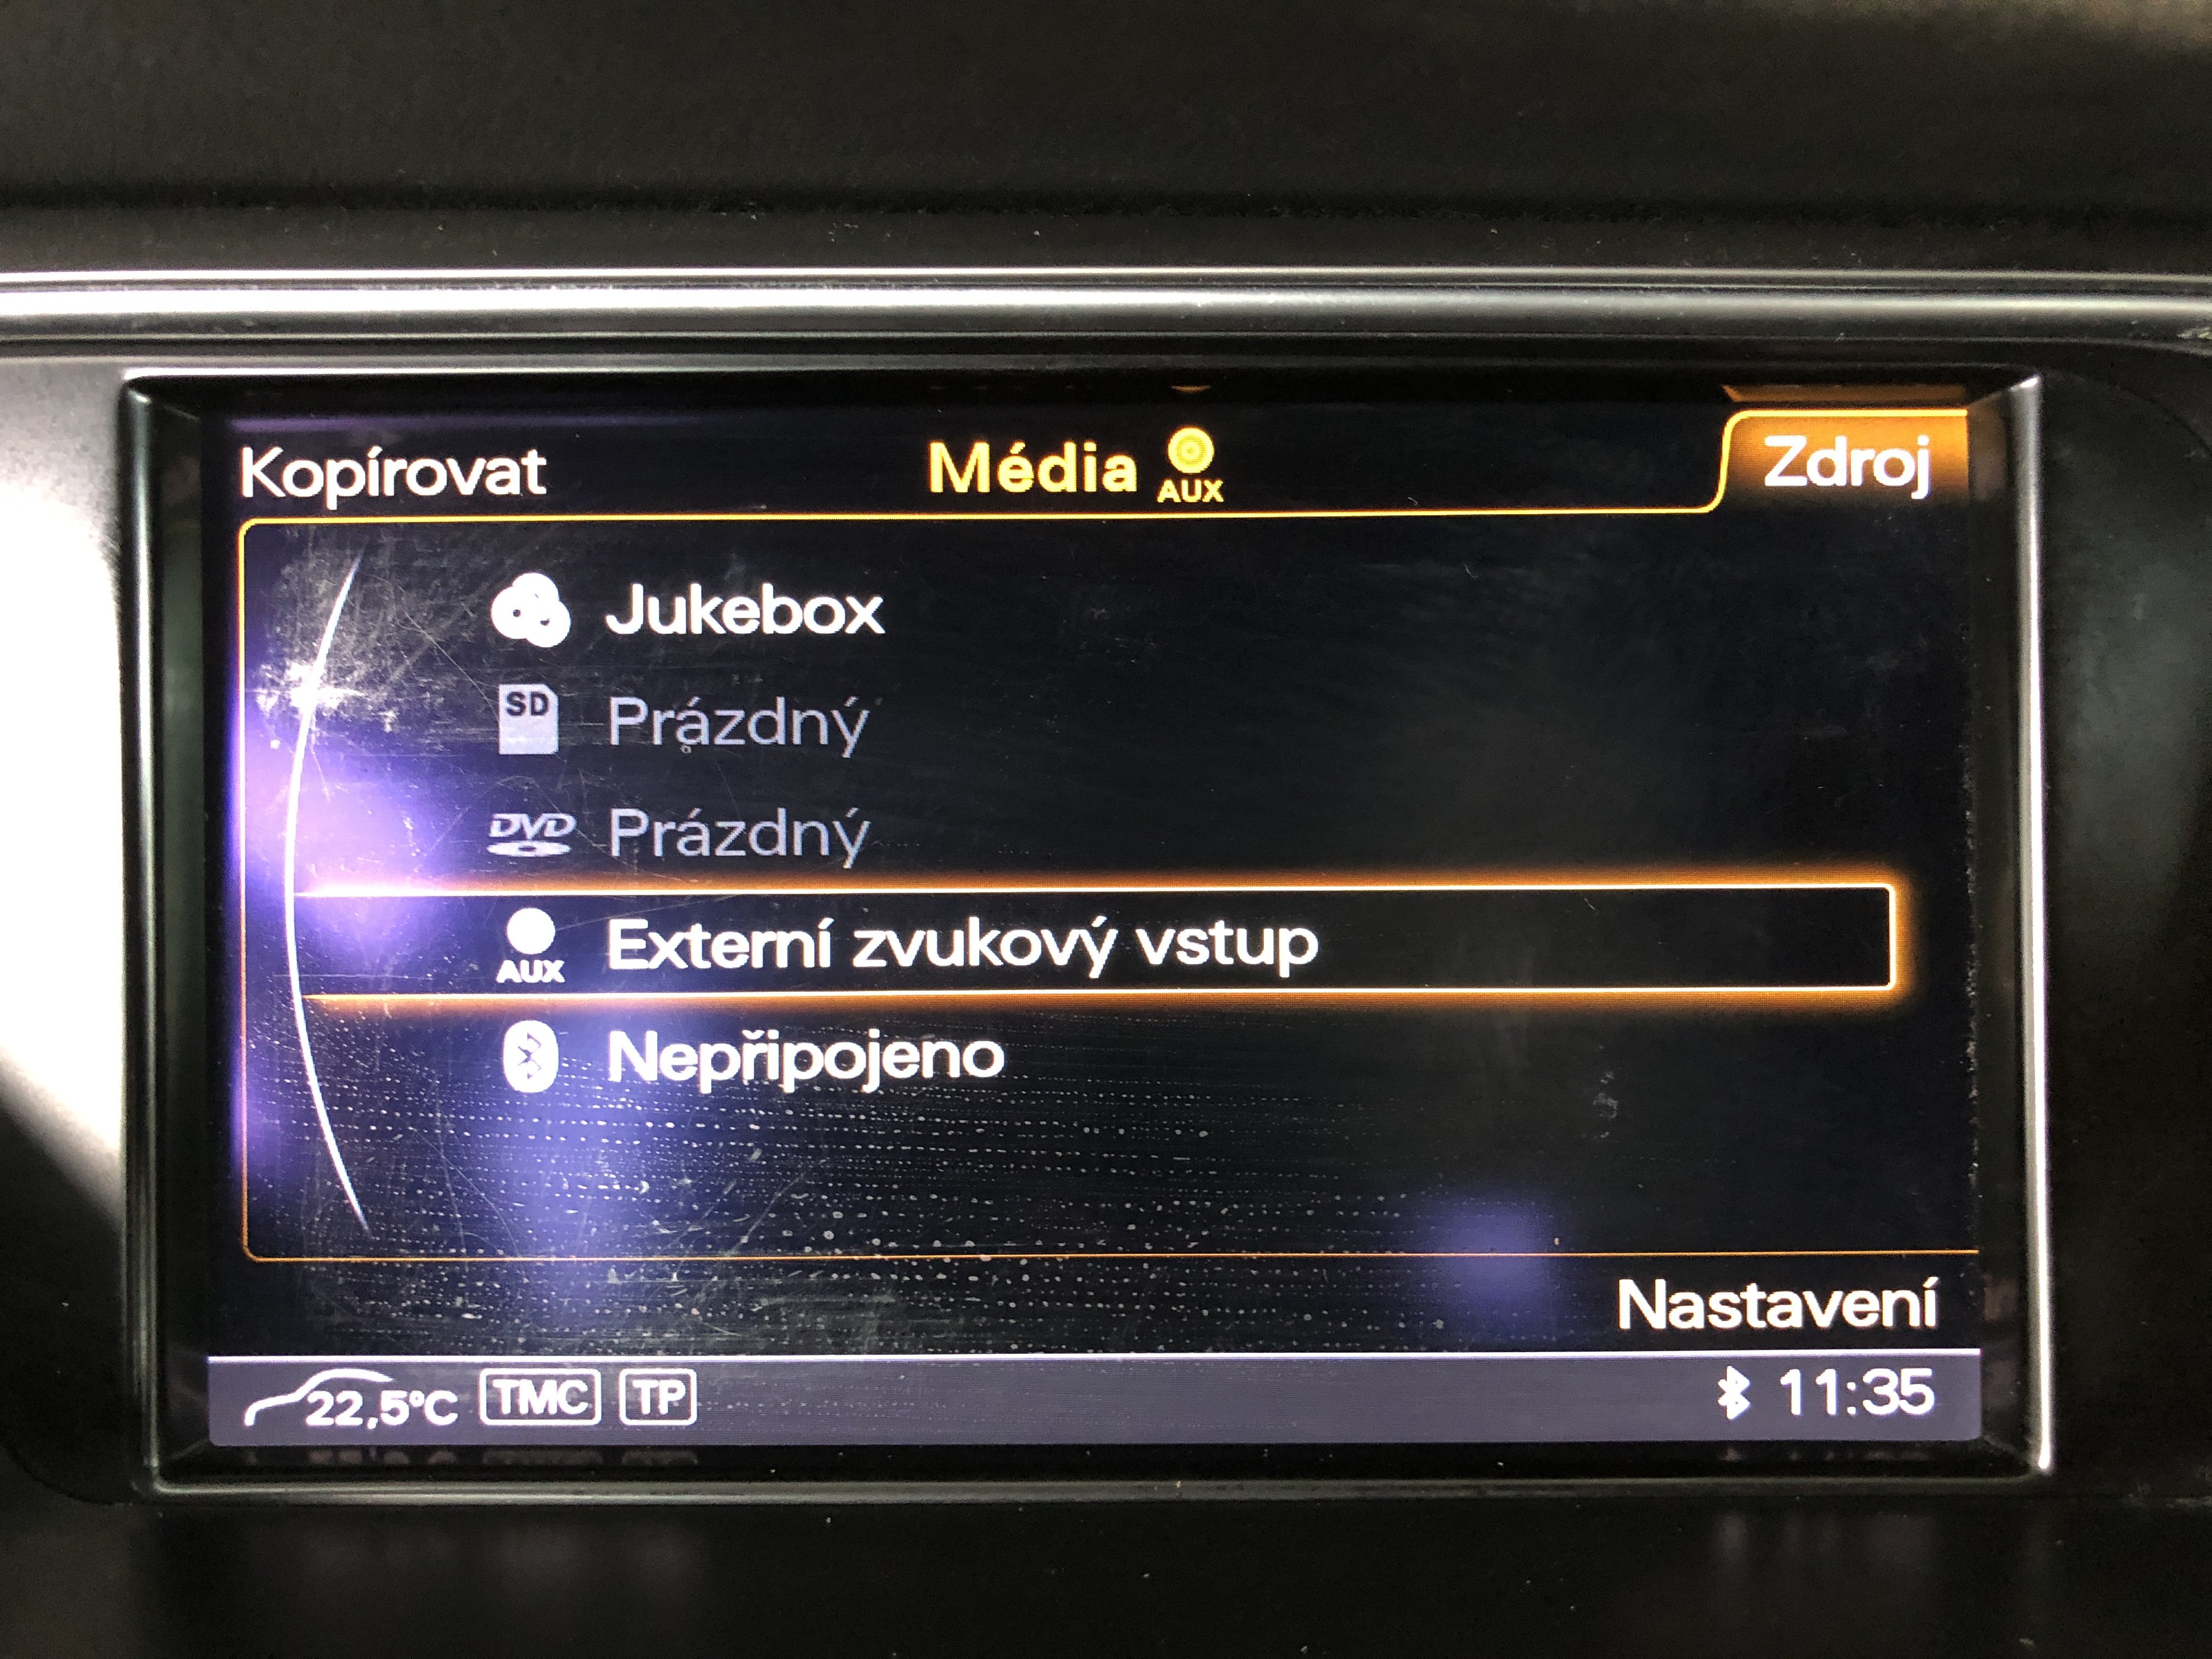 Kopírovat Média AUX Zdroj
Jukebox
SD Prázdný
DVD Prázdný
AUX Externí zvukový vstup
Nepřipojeno
Nastavení
22,5°C TMC TP 11:35